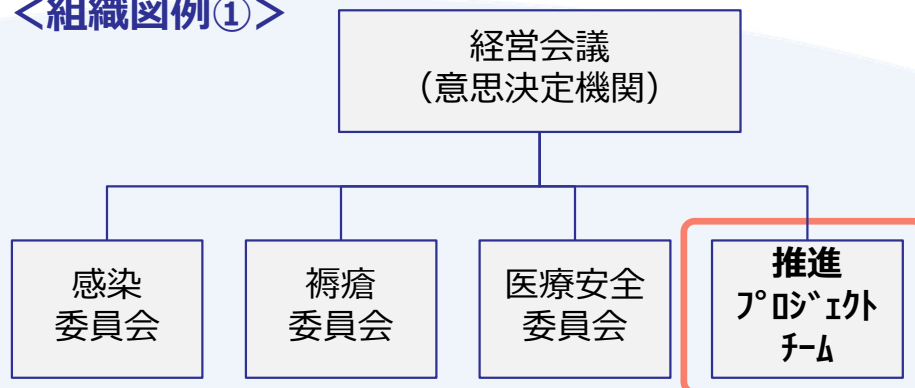 ＜組織図例①＞
経営会議
（意思決定機関）
感染
委員会
褥瘡
委員会
医療安全
委員会
推進
ﾌﾟﾛｼﾞｪｸﾄ
ﾁｰﾑ